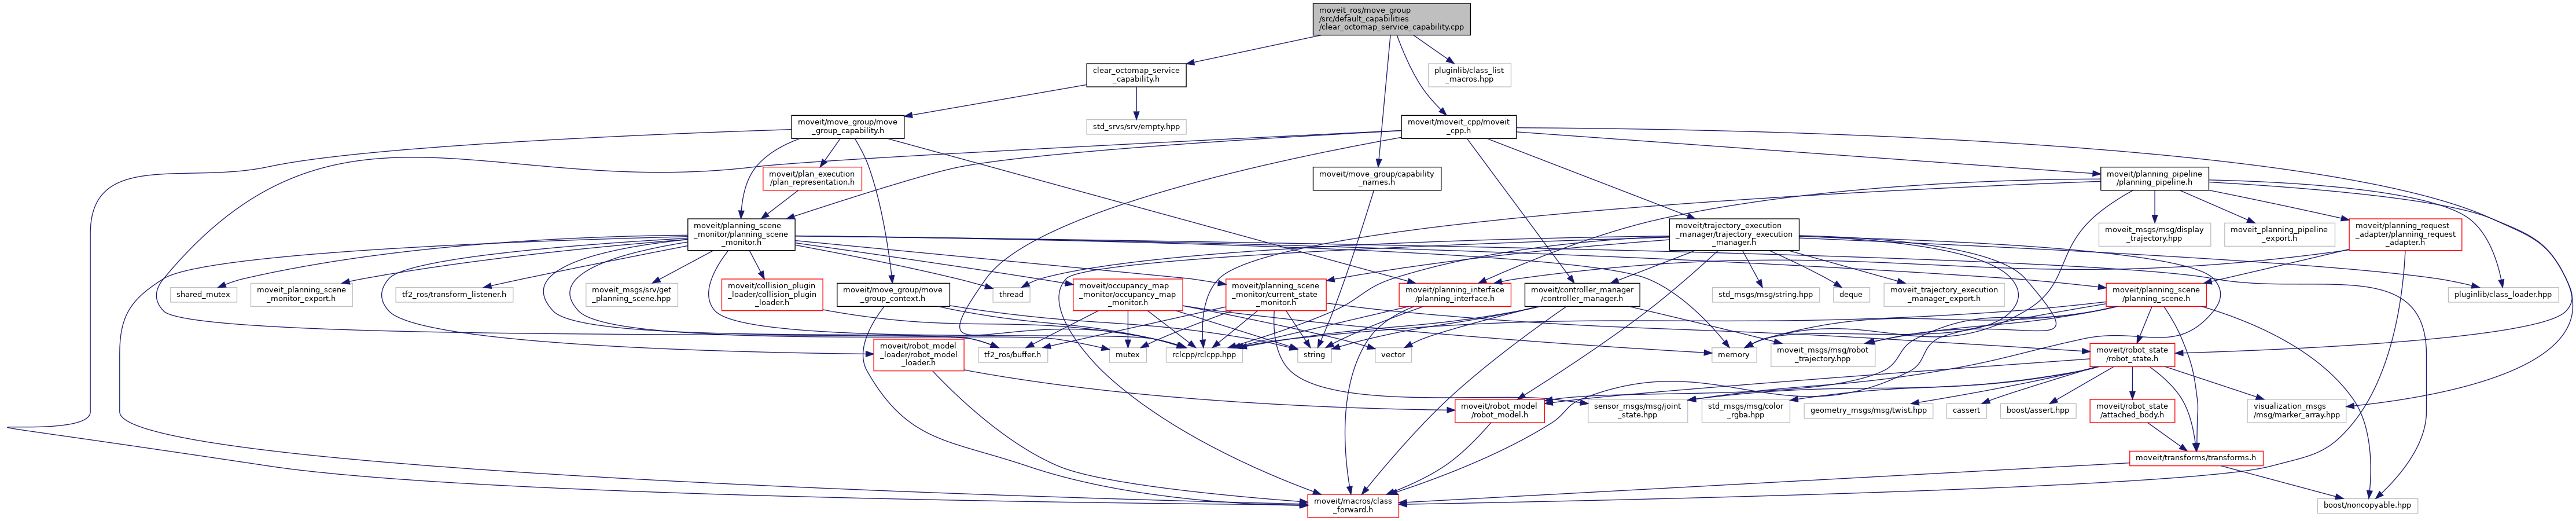 moveit_ros/move_group
/src/default_capabilities
/clear_octomap_service_capability.cpp
clear_octomap_service
_capability.h
pluginlib/class_list
_macros.hpp
moveit/move_group/move
_group_capability.h
std_srvs/srv/empty.hpp
moveit/moveit_cpp/moveit
_cpp.h
moveit/plan_execution
/plan_representation.h
moveit/move_group/capability
_names.h
moveit/planning_pipeline
/planning_pipeline.h
moveit/planning_scene
_monitor/planning_scene
_monitor.h
moveit/trajectory_execution
_manager/trajectory_execution
_manager.h
moveit_msgs/msg/display
_trajectory.hpp
moveit_planning_pipeline
_export.h
moveit/planning_request
_adapter/planning_request
_adapter.h
shared_mutex
moveit_planning_scene
_monitor_export.h
tf2_ros/transform_listener.h
moveit_msgs/srv/get
_planning_scene.hpp
moveit/collision_plugin
_loader/collision_plugin
_loader.h
moveit/move_group/move
_group_context.h
thread
moveit/occupancy_map
_monitor/occupancy_map
_monitor.h
moveit/planning_scene
_monitor/current_state
_monitor.h
moveit/planning_interface
/planning_interface.h
moveit/controller_manager
/controller_manager.h
std_msgs/msg/string.hpp
deque
moveit_trajectory_execution
_manager_export.h
moveit/planning_scene
/planning_scene.h
pluginlib/class_loader.hpp
moveit/robot_model
_loader/robot_model
_loader.h
tf2_ros/buffer.h
mutex
rclcpp/rclcpp.hpp
string
vector
memory
moveit_msgs/msg/robot
_trajectory.hpp
moveit/robot_state
/robot_state.h
moveit/robot_model
/robot_model.h
sensor_msgs/msg/joint
_state.hpp
std_msgs/msg/color
_rgba.hpp
geometry_msgs/msg/twist.hpp
cassert
boost/assert.hpp
moveit/robot_state
/attached_body.h
visualization_msgs
/msg/marker_array.hpp
moveit/transforms/transforms.h
moveit/macros/class
_forward.h
boost/noncopyable.hpp